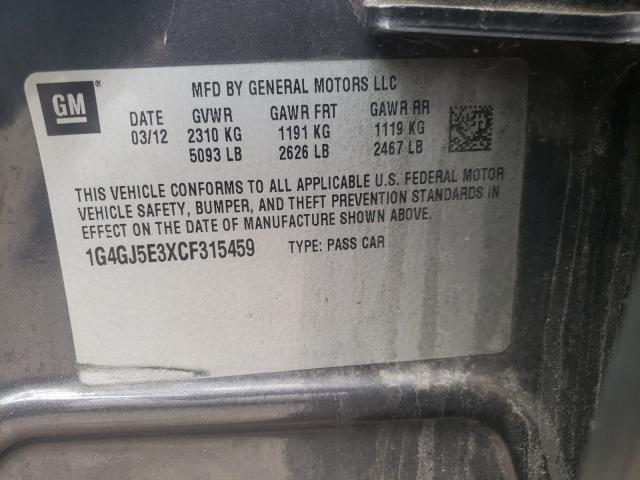 GM ®
MFD BY GENERAL MOTORS LLC
DATE GVWR GAWR FRT GAWR RR
03/12 2310 KG 1191 KG 1119 KG
5093 LB 2626 LB 2467 LB
THIS VEHICLE CONFORMS TO ALL APPLICABLE U.S. FEDERAL MOTOR
VEHICLE SAFETY, BUMPER, AND THEFT PREVENTION STANDARDS IN
EFFECT ON THE DATE OF MANUFACTURE SHOWN ABOVE.
1G4GJ5E3XCF315459 TYPE: PASS CAR